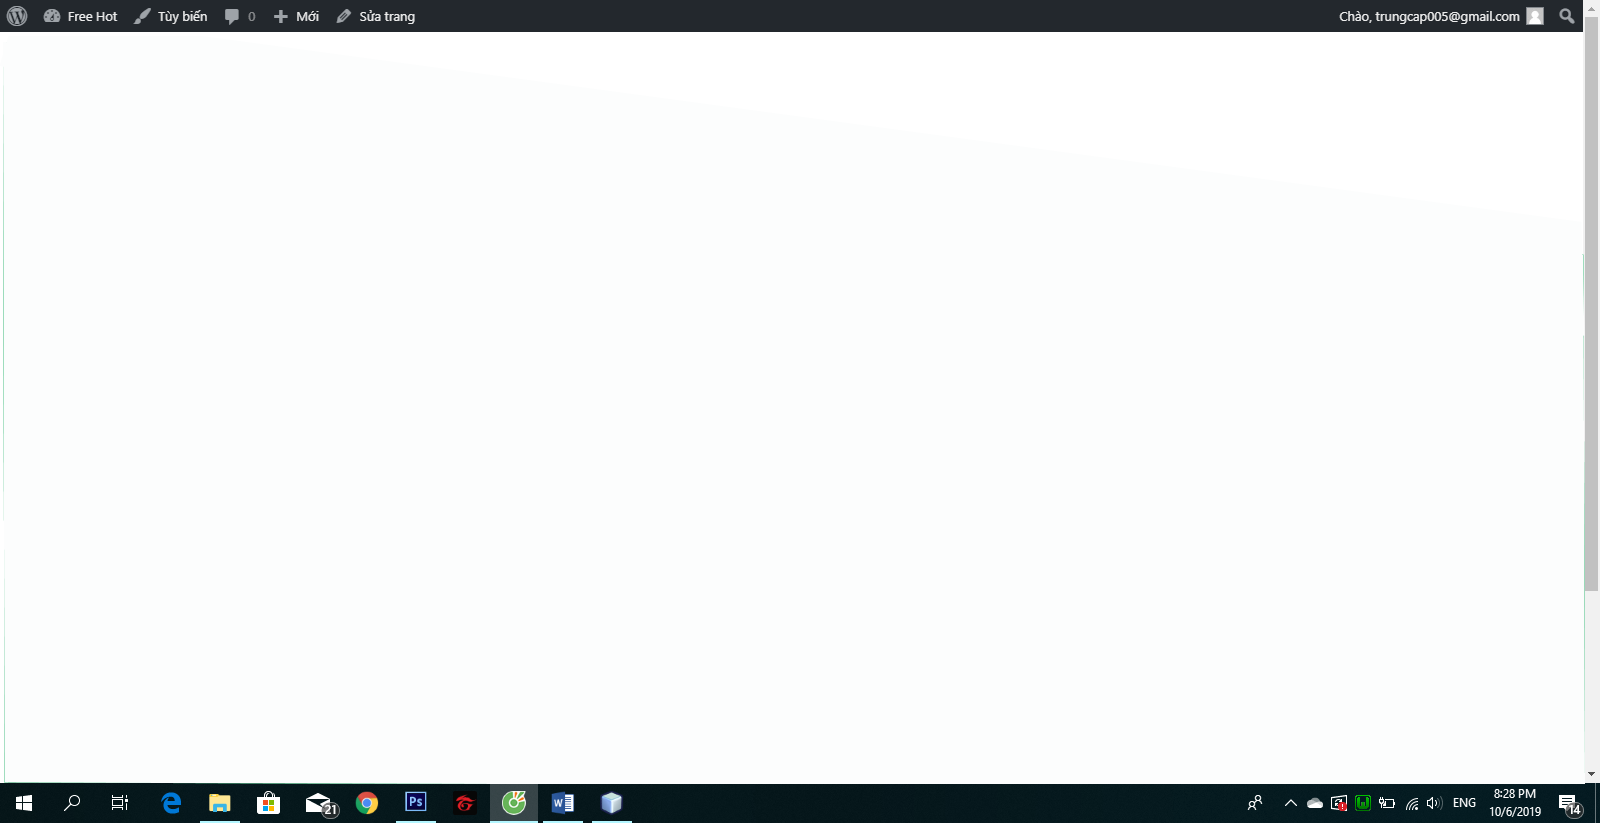 Free Hot Tùy biến 0 Mới Sửa trang Chào, trungcap005@gmail.com
21 Ps W ENG 8:28 PM 14
10/6/2019